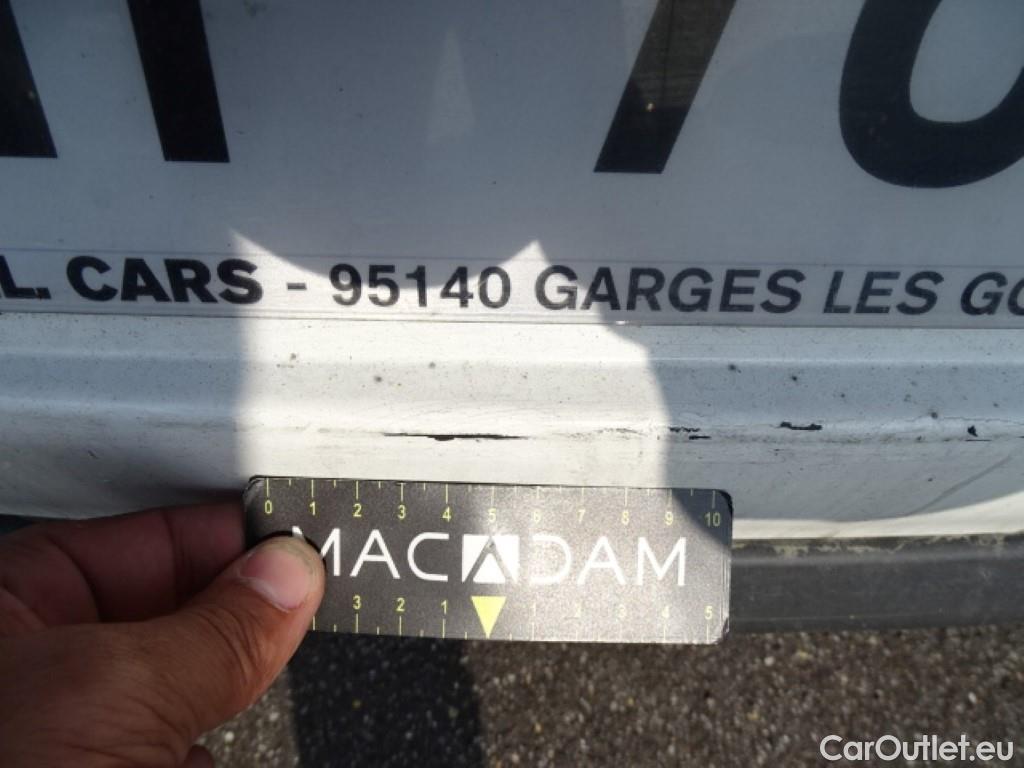 L. CARS - 95140 GARGES LES GO
0 1 2 3 4 5 6 7 8 9 10
MACADAM
3 2 1 1 2 3 4 5
CarOutlet.eu